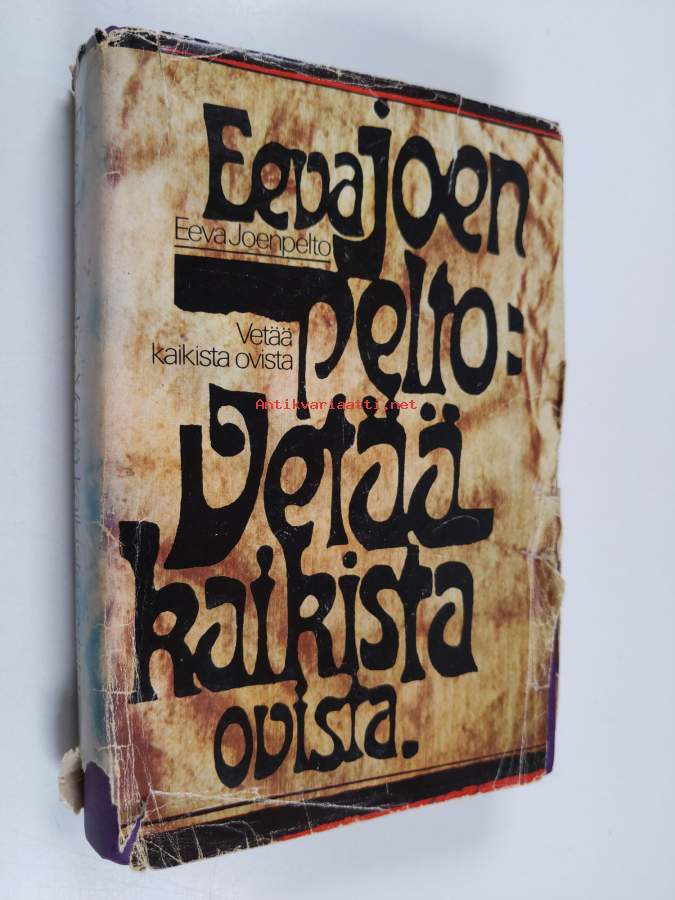 Eeva joen
Eeva Joenpelto
pelto:
Vetää
kaikista ovista
Antikvariaatti.net
Vetää
kaikista
ovista.